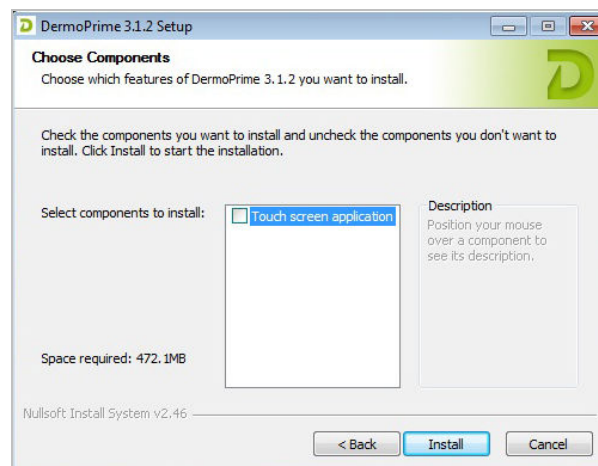 DermoPrime 3.1.2 Setup
Choose Components
Choose which features of DermoPrime 3.1.2 you want to install.
Check the components you want to install and uncheck the components you don't want to
install. Click Install to start the installation.
Select components to install:
Touch screen application
Description
Position your mouse
over a component to
see its description.
Space required: 472.1MB
Nullsoft Install System v2.46
< Back
Install
Cancel